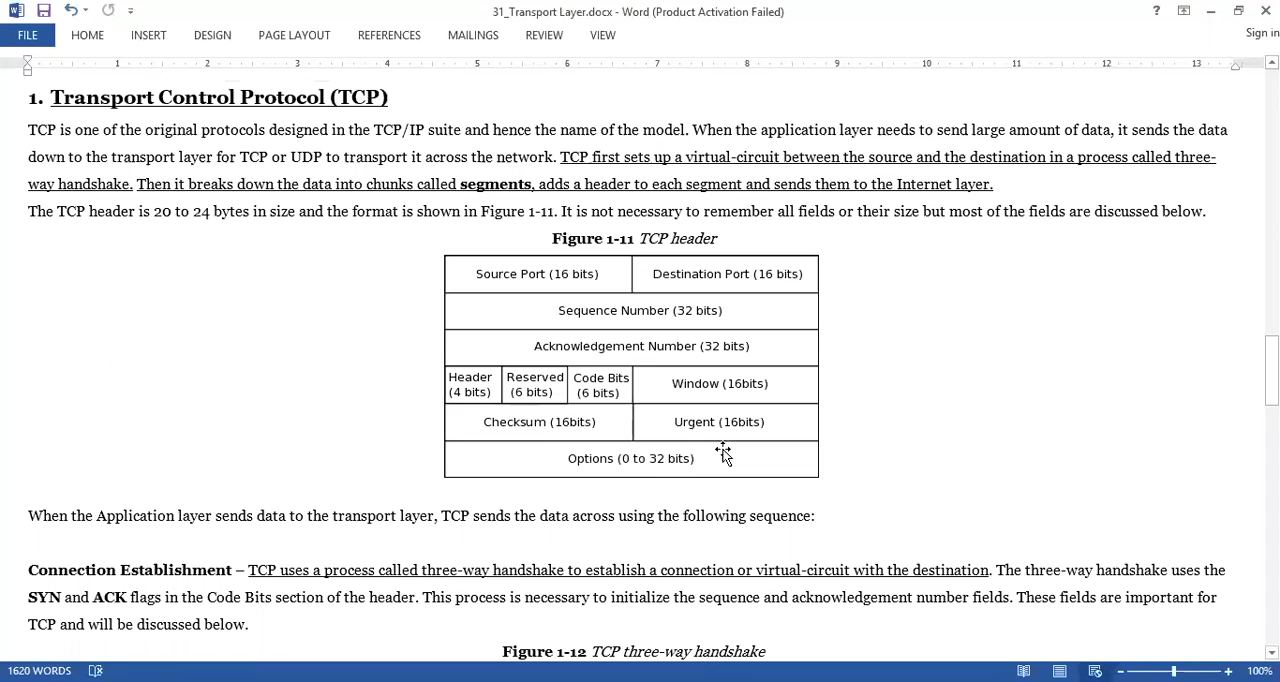 31_Transport Layer.docx - Word (Product Activation Failed)
?
FILE HOME INSERT DESIGN PAGE LAYOUT REFERENCES MAILINGS REVIEW VIEW Sign in
1 2 3 4 5 6 7 8 9 10 11 12 13
1. Transport Control Protocol (TCP)
TCP is one of the original protocols designed in the TCP/IP suite and hence the name of the model. When the application layer needs to send large amount of data, it sends the data
down to the transport layer for TCP or UDP to transport it across the network. TCP first sets up a virtual-circuit between the source and the destination in a process called three-
way handshake. Then it breaks down the data into chunks called segments, adds a header to each segment and sends them to the Internet layer.
The TCP header is 20 to 24 bytes in size and the format is shown in Figure 1-11. It is not necessary to remember all fields or their size but most of the fields are discussed below.
Figure 1-11 TCP header
Source Port (16 bits) Destination Port (16 bits)
Sequence Number (32 bits)
Acknowledgement Number (32 bits)
Header (4 bits) Reserved (6 bits) Code Bits (6 bits) Window (16bits)
Checksum (16bits) Urgent (16bits)
Options (0 to 32 bits)
When the Application layer sends data to the transport layer, TCP sends the data across using the following sequence:
Connection Establishment – TCP uses a process called three-way handshake to establish a connection or virtual-circuit with the destination. The three-way handshake uses the
SYN and ACK flags in the Code Bits section of the header. This process is necessary to initialize the sequence and acknowledgement number fields. These fields are important for
TCP and will be discussed below.
Figure 1-12 TCP three-way handshake
1620 WORDS 100%